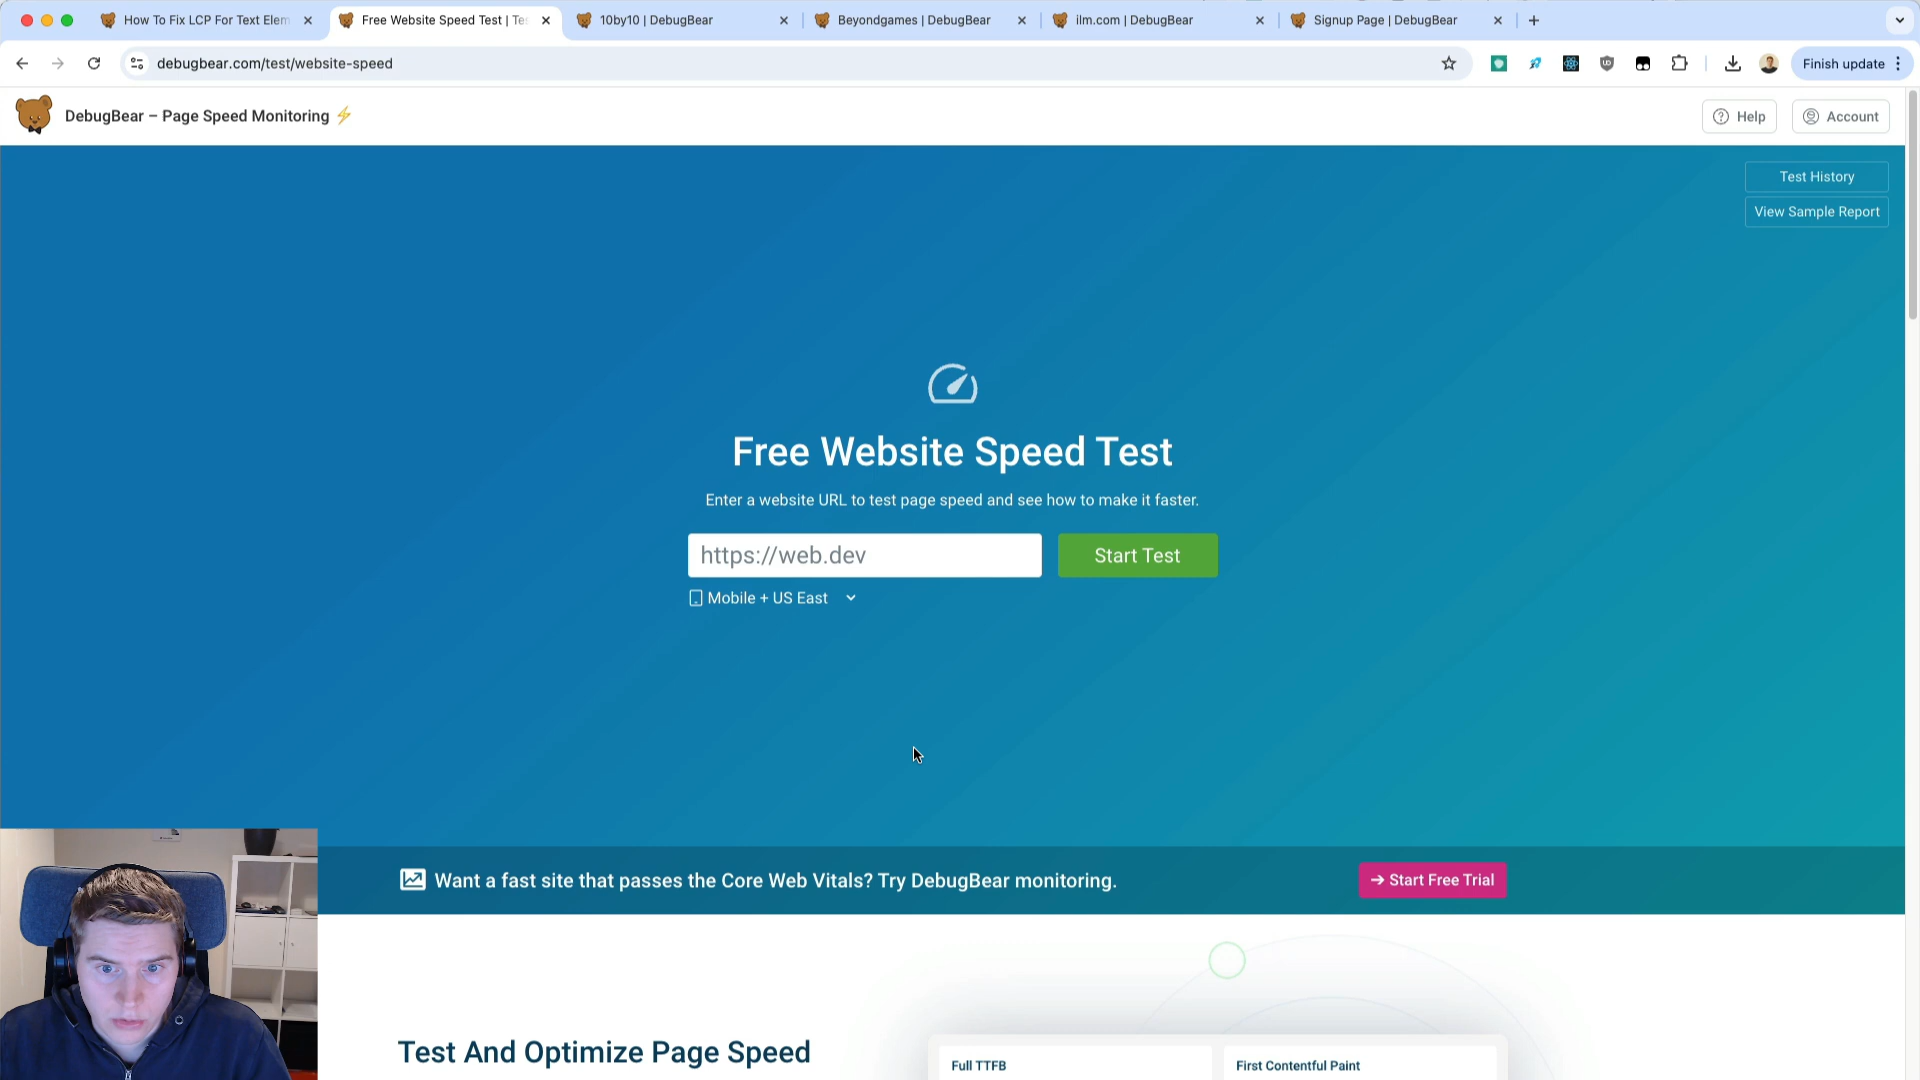 How To Fix LCP For Text Elem
Free Website Speed Test | Tes
10by10 | DebugBear
Beyondgames | DebugBear
ilm.com | DebugBear
Signup Page | DebugBear
debugbear.com/test/website-speed
Finish update
DebugBear – Page Speed Monitoring ⚡
Help
Account
Test History
View Sample Report
Free Website Speed Test
Enter a website URL to test page speed and see how to make it faster.
https://web.dev
Start Test
Mobile + US East
Want a fast site that passes the Core Web Vitals? Try DebugBear monitoring.
→ Start Free Trial
Test And Optimize Page Speed
Full TTFB
First Contentful Paint